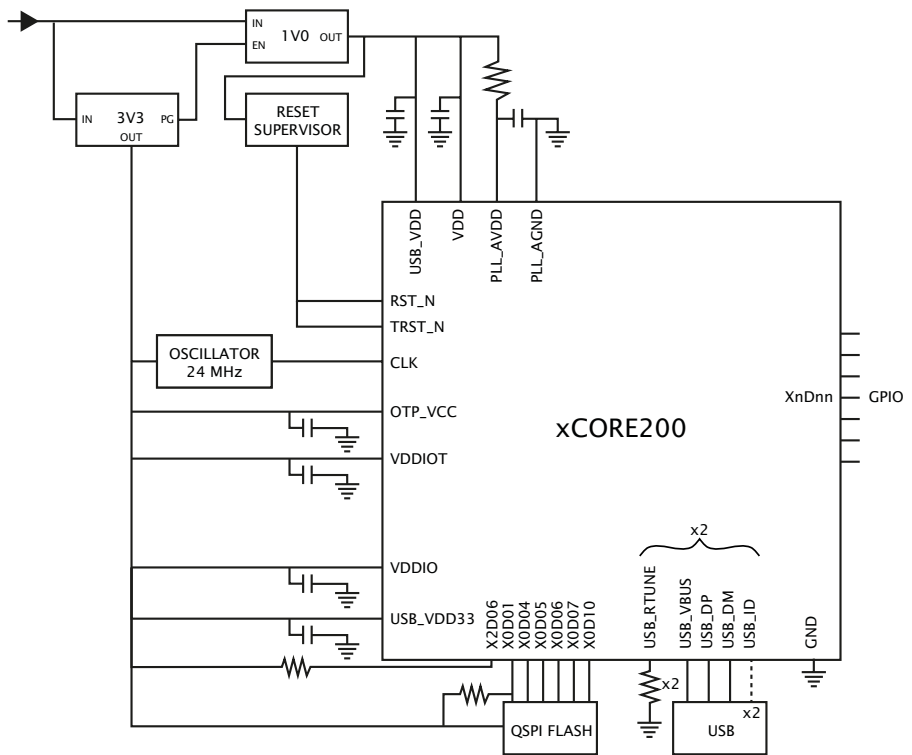 IN
1V0
OUT
EN
IN
3V3
PG
OUT
RESET
SUPERVISOR
USB_VDD
VDD
PLL_AVDD
PLL_AGND
RST_N
TRST_N
OSCILLATOR
24 MHz
CLK
OTP_VCC
VDDIOT
VDDIO
USB_VDD33
xCORE200
XnDnn
GPIO
x2
X2D06
X0D01
X0D04
X0D05
X0D06
X0D07
X0D10
USB_RTUNE
USB_VBUS
USB_DP
USB_DM
USB_ID
GND
x2
x2
QSPI FLASH
USB